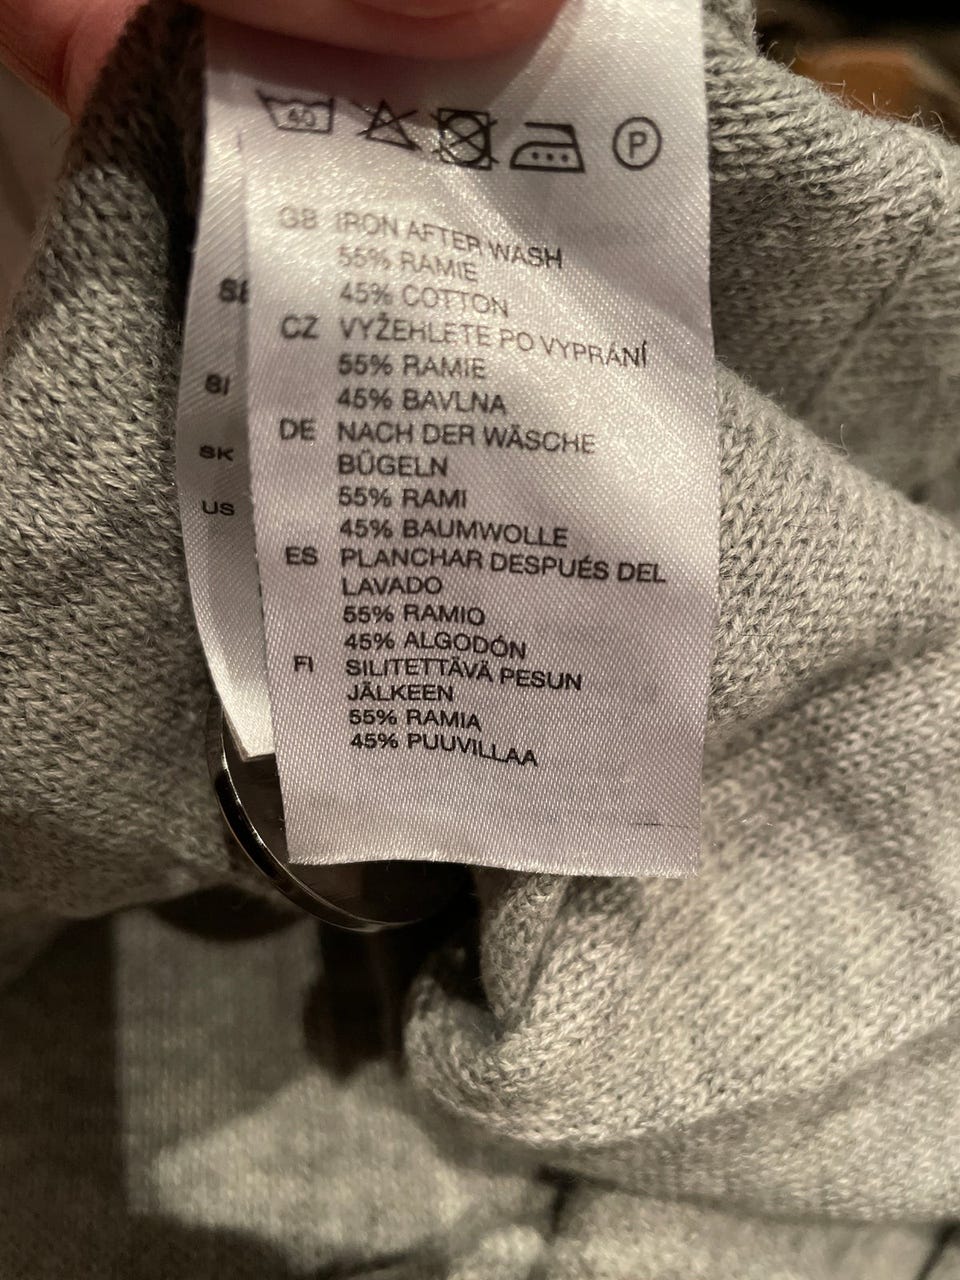 40
P
GB IRON AFTER WASH
55% RAMIE
45% COTTON
CZ VYŽEHLETE PO VYPRÁNÍ
55% RAMIE
45% BAVLNA
DE NACH DER WÄSCHE
BÜGELN
55% RAMI
45% BAUMWOLLE
ES PLANCHAR DESPUÉS DEL
LAVADO
55% RAMIO
45% ALGODÓN
FI SILITETTÄVÄ PESUN
JÄLKEEN
55% RAMIA
45% PUUVILLAA
SI
SK
US